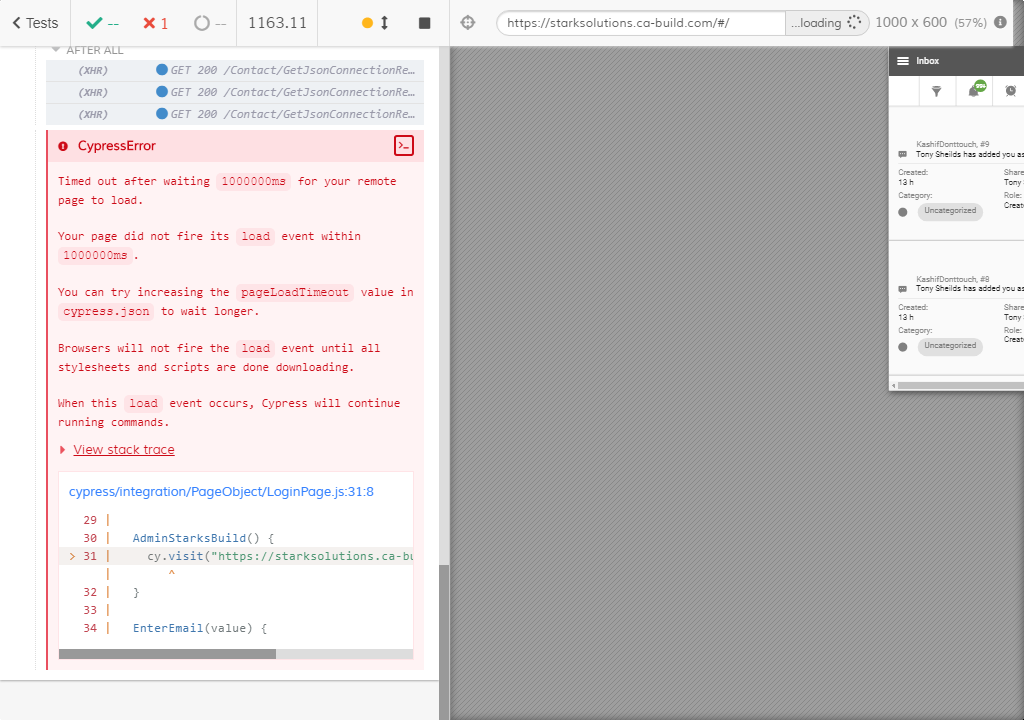 Tests
--
1
--
1163.11
https://starksolutions.ca-build.com/#/
...loading
1000 x 600 (57%)
AFTER ALL
(XHR) GET 200 /Contact/GetJsonConnectionRe…
(XHR) GET 200 /Contact/GetJsonConnectionRe…
(XHR) GET 200 /Contact/GetJsonConnectionRe…
CypressError
Timed out after waiting 1000000ms for your remote
page to load.
Your page did not fire its load event within
1000000ms.
You can try increasing the pageLoadTimeout value in
cypress.json to wait longer.
Browsers will not fire the load event until all
stylesheets and scripts are done downloading.
When this load event occurs, Cypress will continue
running commands.
View stack trace
cypress/integration/PageObject/LoginPage.js:31:8
29 |
30 | AdminStarksBuild() {
> 31 | cy.visit("https://starksolutions.ca-bu
| ^
32 | }
33 |
34 | EnterEmail(value) {
Inbox
KashifDonttouch, #9
Tony Sheilds has added you as
Created: Share
13 h Tony
Category: Role:
Uncategorized Create
KashifDonttouch, #8
Tony Sheilds has added you as
Created: Share
13 h Tony
Category: Role:
Uncategorized Create